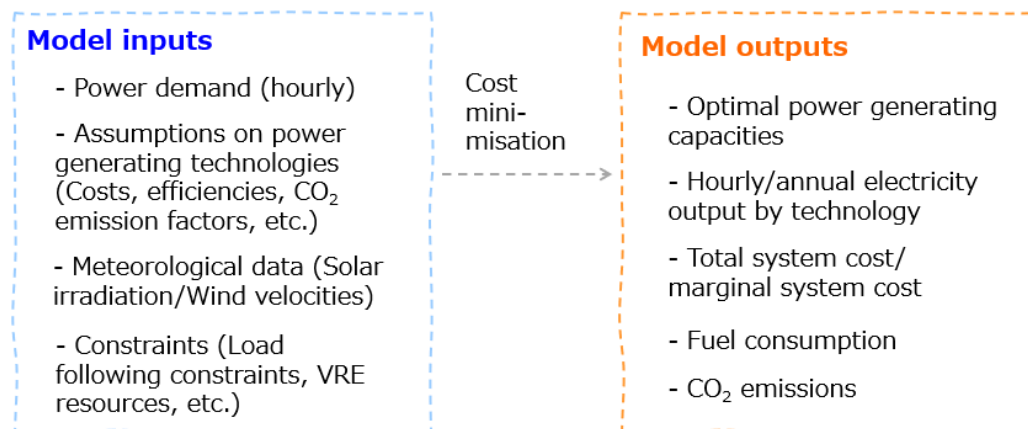 Model inputs
- Power demand (hourly)
- Assumptions on power
generating technologies
(Costs, efficiencies, CO₂
emission factors, etc.)
- Meteorological data (Solar
irradiation/Wind velocities)
- Constraints (Load
following constraints, VRE
resources, etc.)
Cost
mini-
misation
Model outputs
- Optimal power generating
capacities
- Hourly/annual electricity
output by technology
- Total system cost/
marginal system cost
- Fuel consumption
- CO₂ emissions